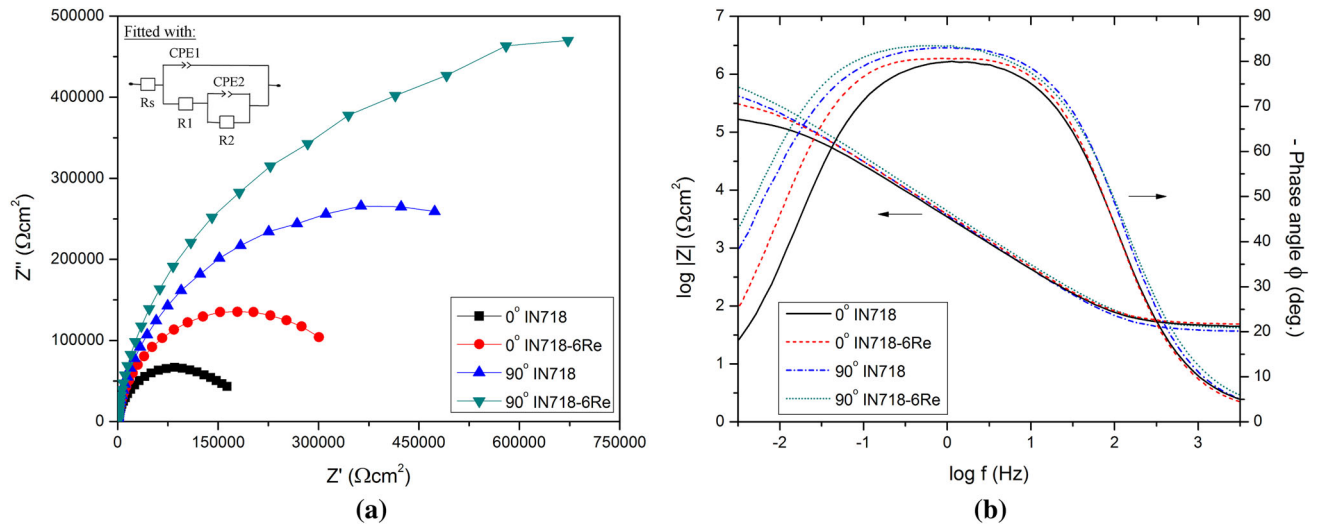 Fitted with:
CPE1
CPE2
Rs
R1
R2
500000
400000
300000
200000
100000
0
Z'' (Ωcm²)
0 150000 300000 450000 600000 750000
Z' (Ωcm²)
0° IN718
0° IN718-6Re
90° IN718
90° IN718-6Re
(a)
7
6
5
4
3
2
1
0
log |Z| (Ωcm²)
90
80
70
60
50
40
30
20
10
0
- Phase angle ϕ (deg.)
-2 -1 0 1 2 3
log f (Hz)
0° IN718
0° IN718-6Re
90° IN718
90° IN718-6Re
(b)